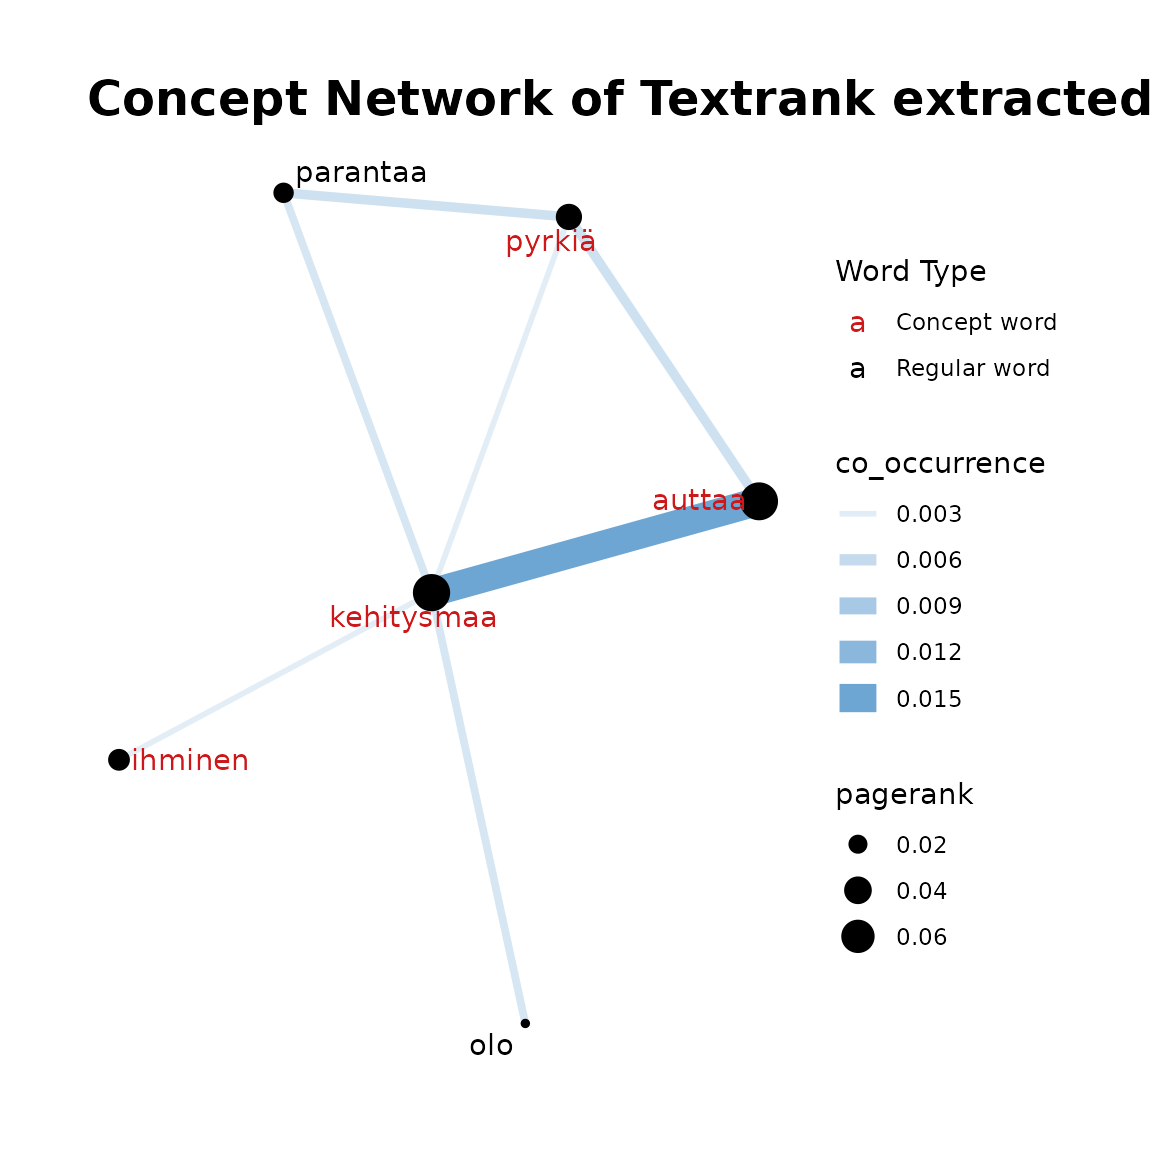 Concept Network of Textrank extracted
parantaa
pyrkiä
auttaa
kehitysmaa
ihminen
olo
Word Type
a Concept word
a Regular word
co_occurrence
0.003
0.006
0.009
0.012
0.015
pagerank
0.02
0.04
0.06